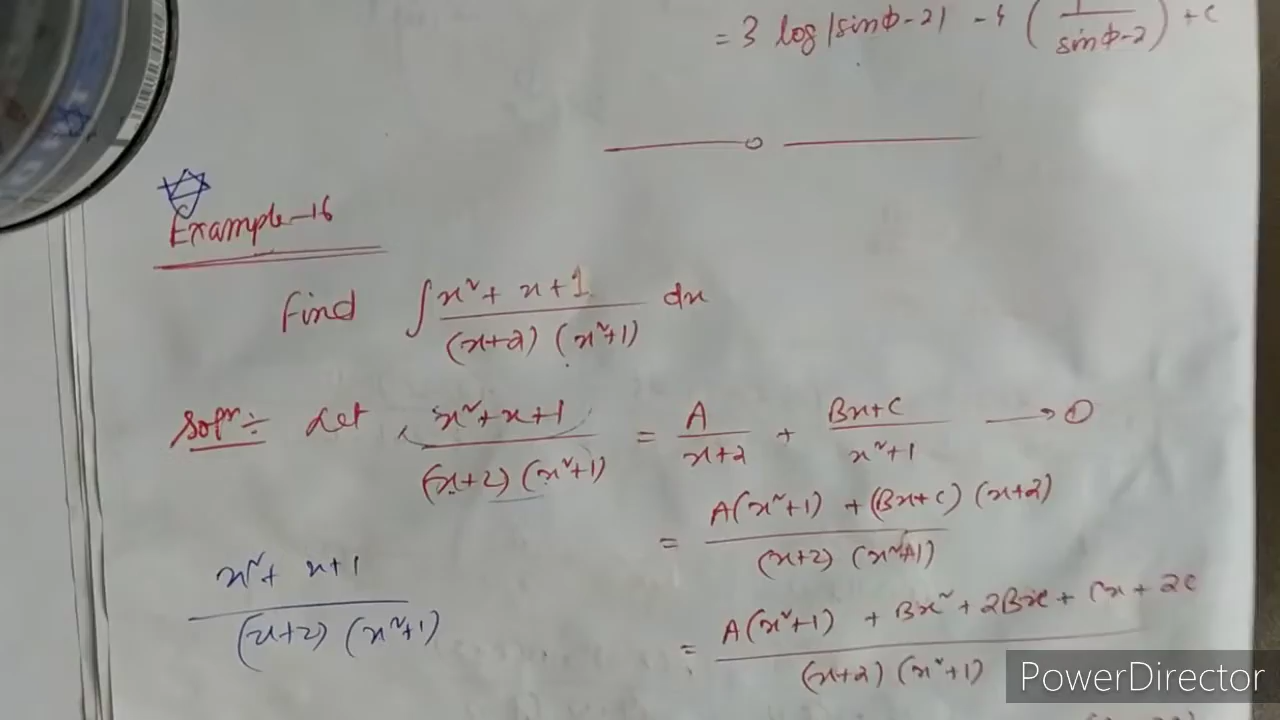 = 3 log|sinφ-2| - 4 (1/(sinφ-2)) + c
Example-16
Find ∫ (x²+x+1)/((x+2)(x²+1)) dx
Solⁿ:- Let, (x²+x+1)/((x+2)(x²+1)) = A/(x+2) + (Bx+C)/(x²+1) → ①
= (A(x²+1) + (Bx+C)(x+2))/((x+2)(x²+1))
(x²+x+1)/((x+2)(x²+1))
= (A(x²+1) + Bx²+2Bx+Cx+2C)/((x+2)(x²+1))
PowerDirector